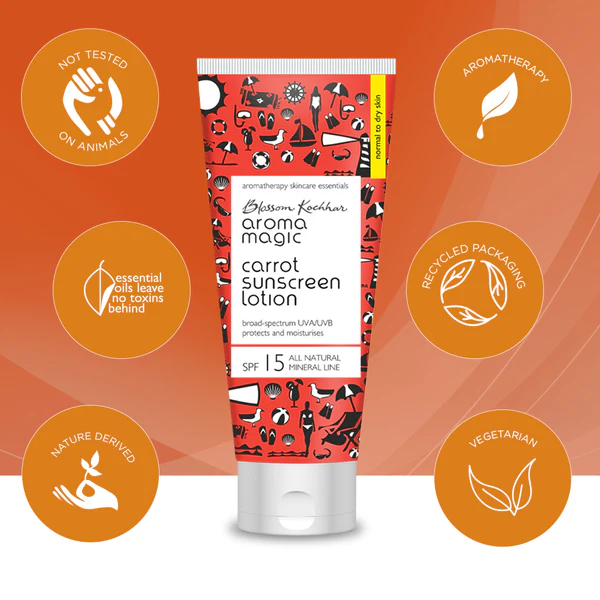 NOT TESTED
ON ANIMALS
AROMATHERAPY
essential
oils leave
no toxins
behind
RECYCLED PACKAGING
NATURE DERIVED
VEGETARIAN
normal to dry skin
aromatherapy skincare essentials
Blossom Kochhar
aroma
magic
carrot
sunscreen
lotion
broad-spectrum UVA/UVB
protects and moisturises
SPF 15 ALL NATURAL
MINERAL LINE